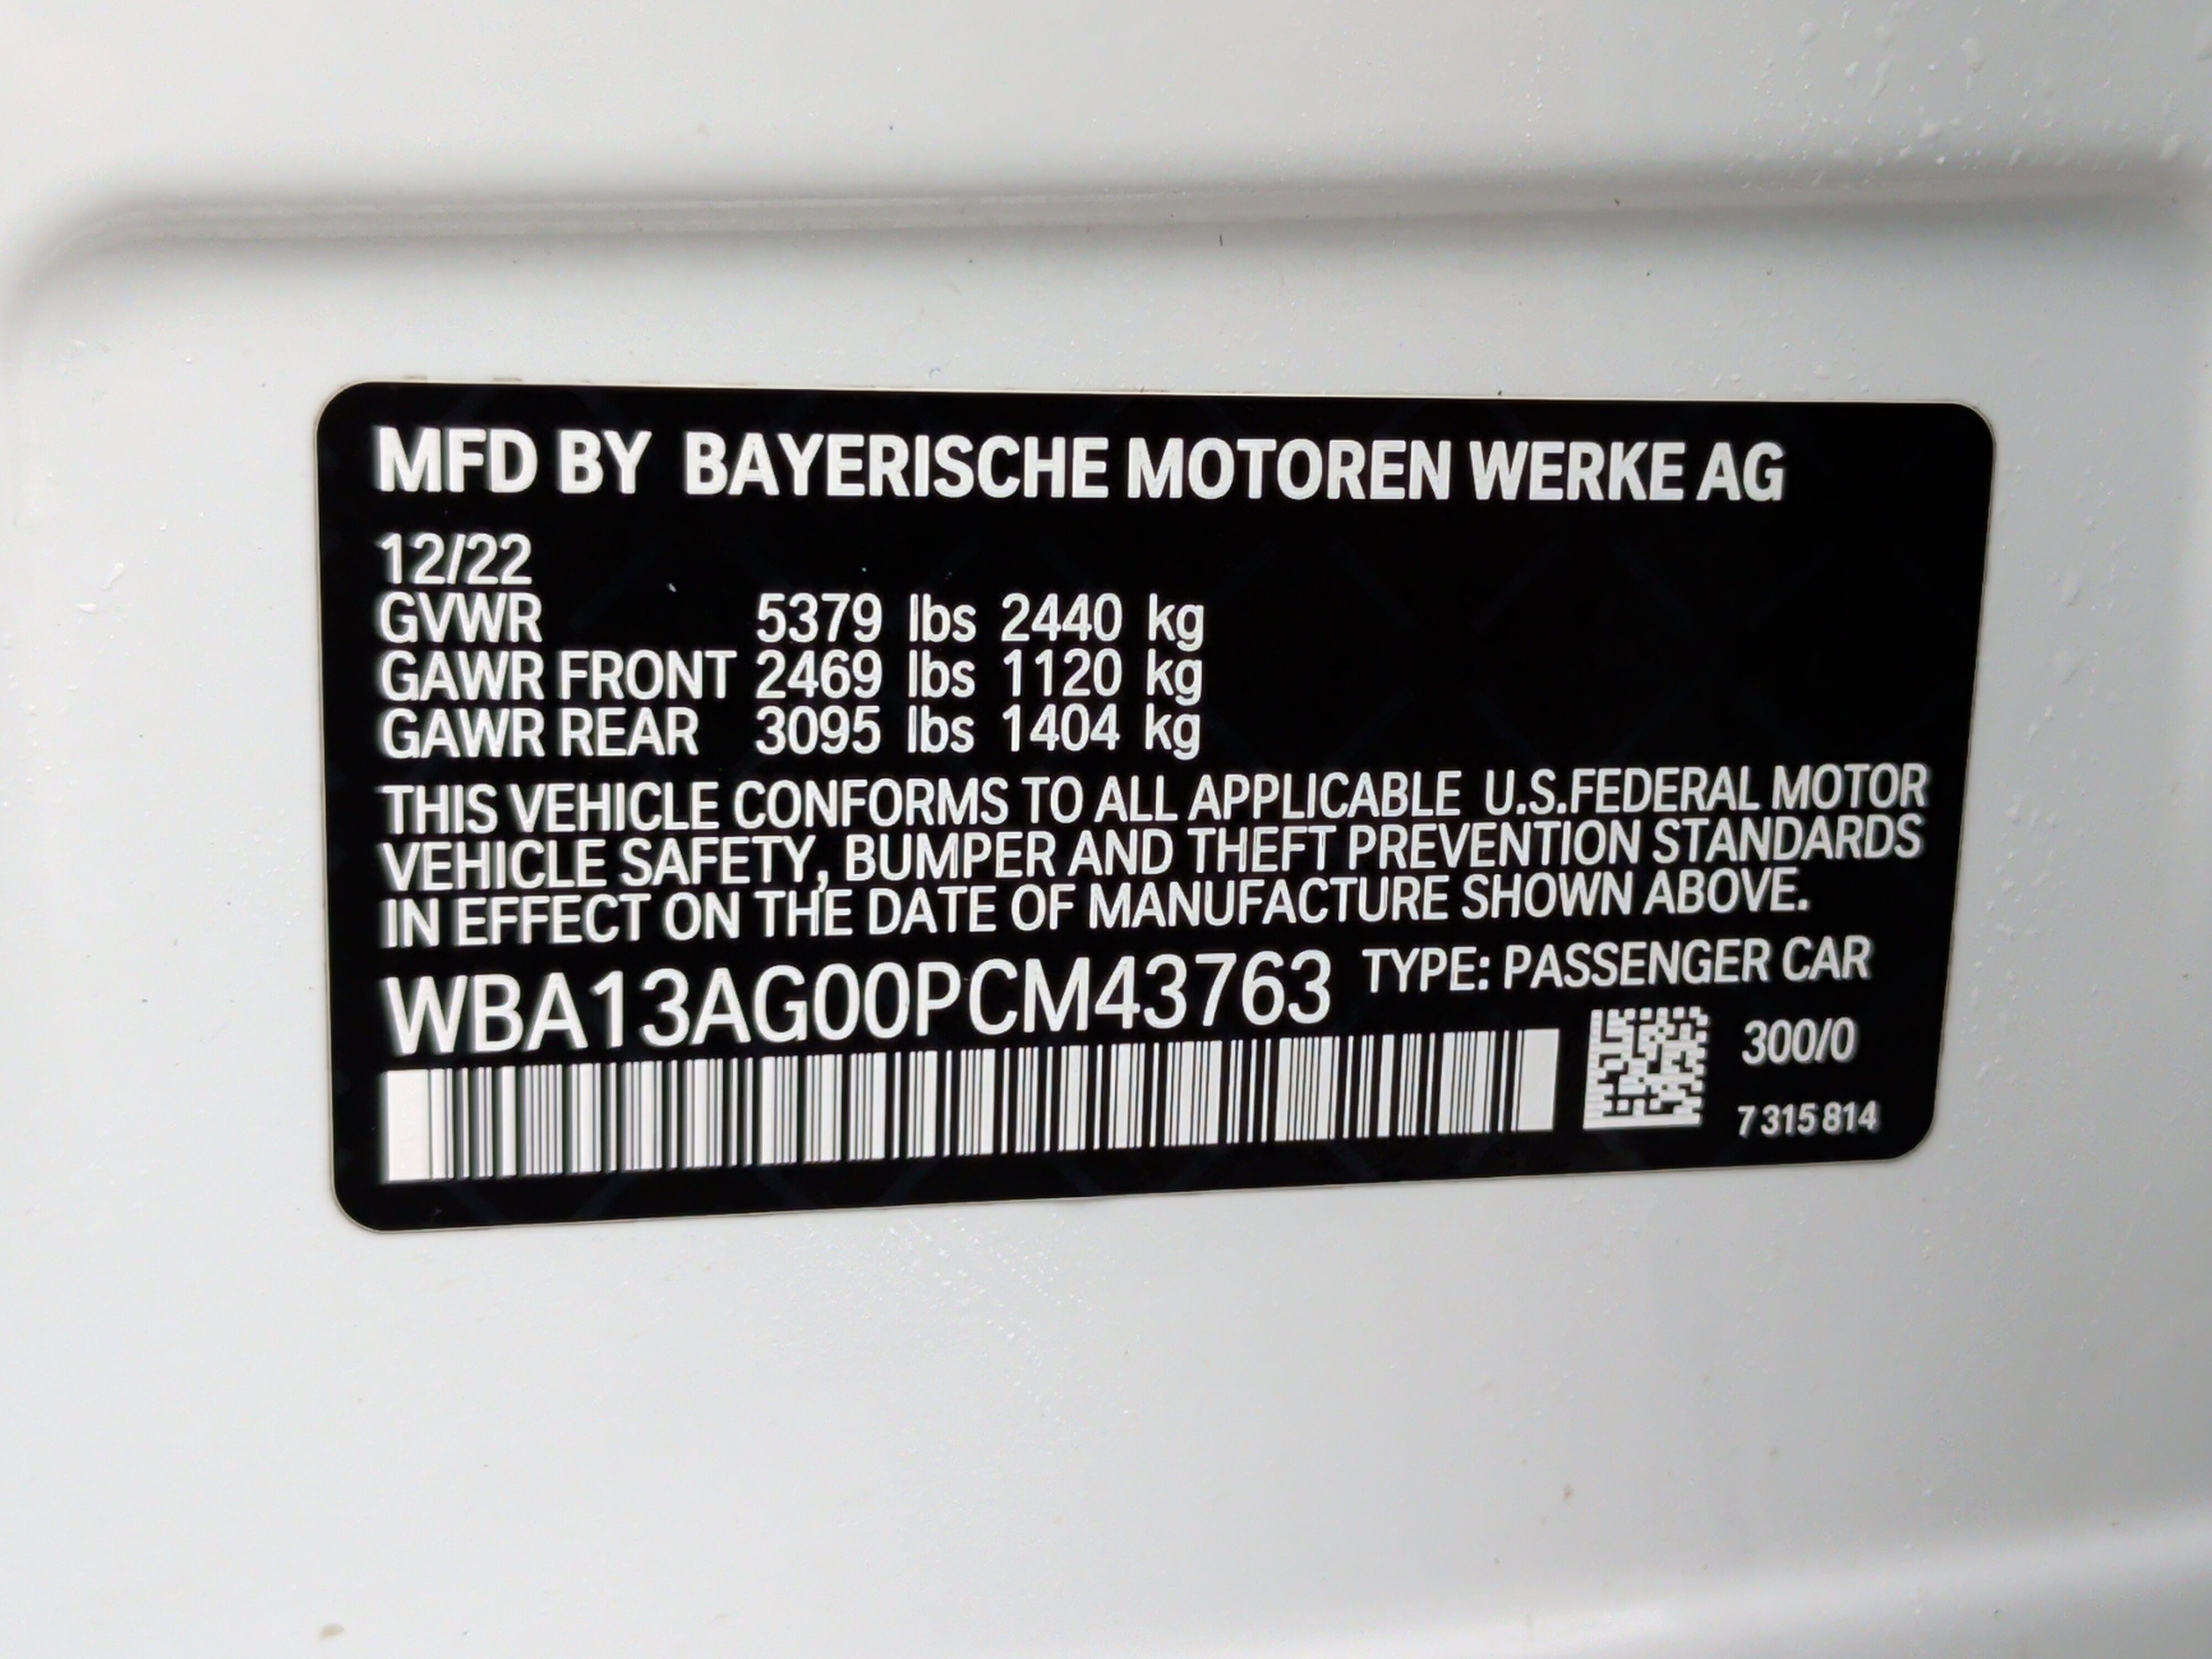 MFD BY BAYERISCHE MOTOREN WERKE AG
12/22
GVWR 5379 lbs 2440 kg
GAWR FRONT 2469 lbs 1120 kg
GAWR REAR 3095 lbs 1404 kg
THIS VEHICLE CONFORMS TO ALL APPLICABLE U.S.FEDERAL MOTOR
VEHICLE SAFETY, BUMPER AND THEFT PREVENTION STANDARDS
IN EFFECT ON THE DATE OF MANUFACTURE SHOWN ABOVE.
WBA13AG00PCM43763 TYPE: PASSENGER CAR
300/0
7 315 814